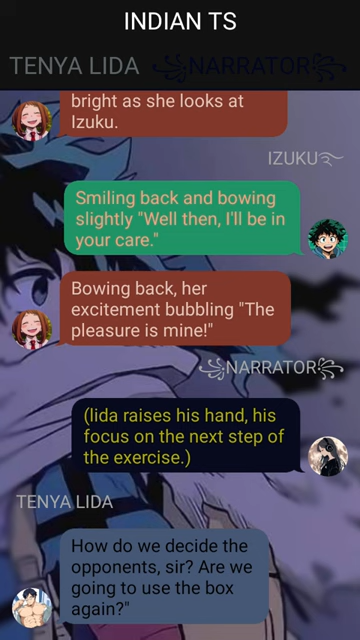 INDIAN TS
TENYA LIDA
꧁NARRATOR꧂
bright as she looks at
Izuku.
IZUKU࿐
Smiling back and bowing
slightly "Well then, I'll be in
your care."
Bowing back, her
excitement bubbling "The
pleasure is mine!"
꧁NARRATOR꧂
(Iida raises his hand, his
focus on the next step of
the exercise.)
TENYA LIDA
How do we decide the
opponents, sir? Are we
going to use the box
again?"